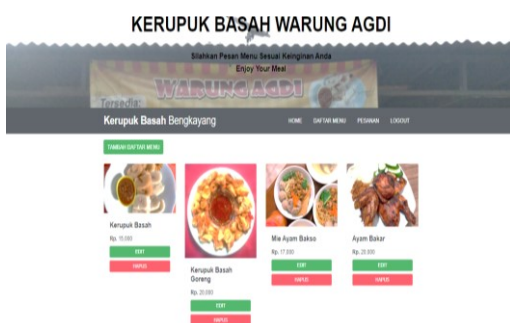 KERUPUK BASAH WARUNG AGDI
Silahkan Pesan Menu Sesuai Keinginan Anda
Enjoy Your Meal
WARUNG AGDI
Tersedia:
Kerupuk Basah Bengkayang
HOME DAFTAR MENU PESANAN LOGOUT
TAMBAH DAFTAR MENU
Kerupuk Basah
Rp. 15.000
EDIT
HAPUS
Kerupuk Basah
Goreng
Rp. 20.000
EDIT
HAPUS
Mie Ayam Bakso
Rp. 17.000
EDIT
HAPUS
Ayam Bakar
Rp. 20.000
EDIT
HAPUS